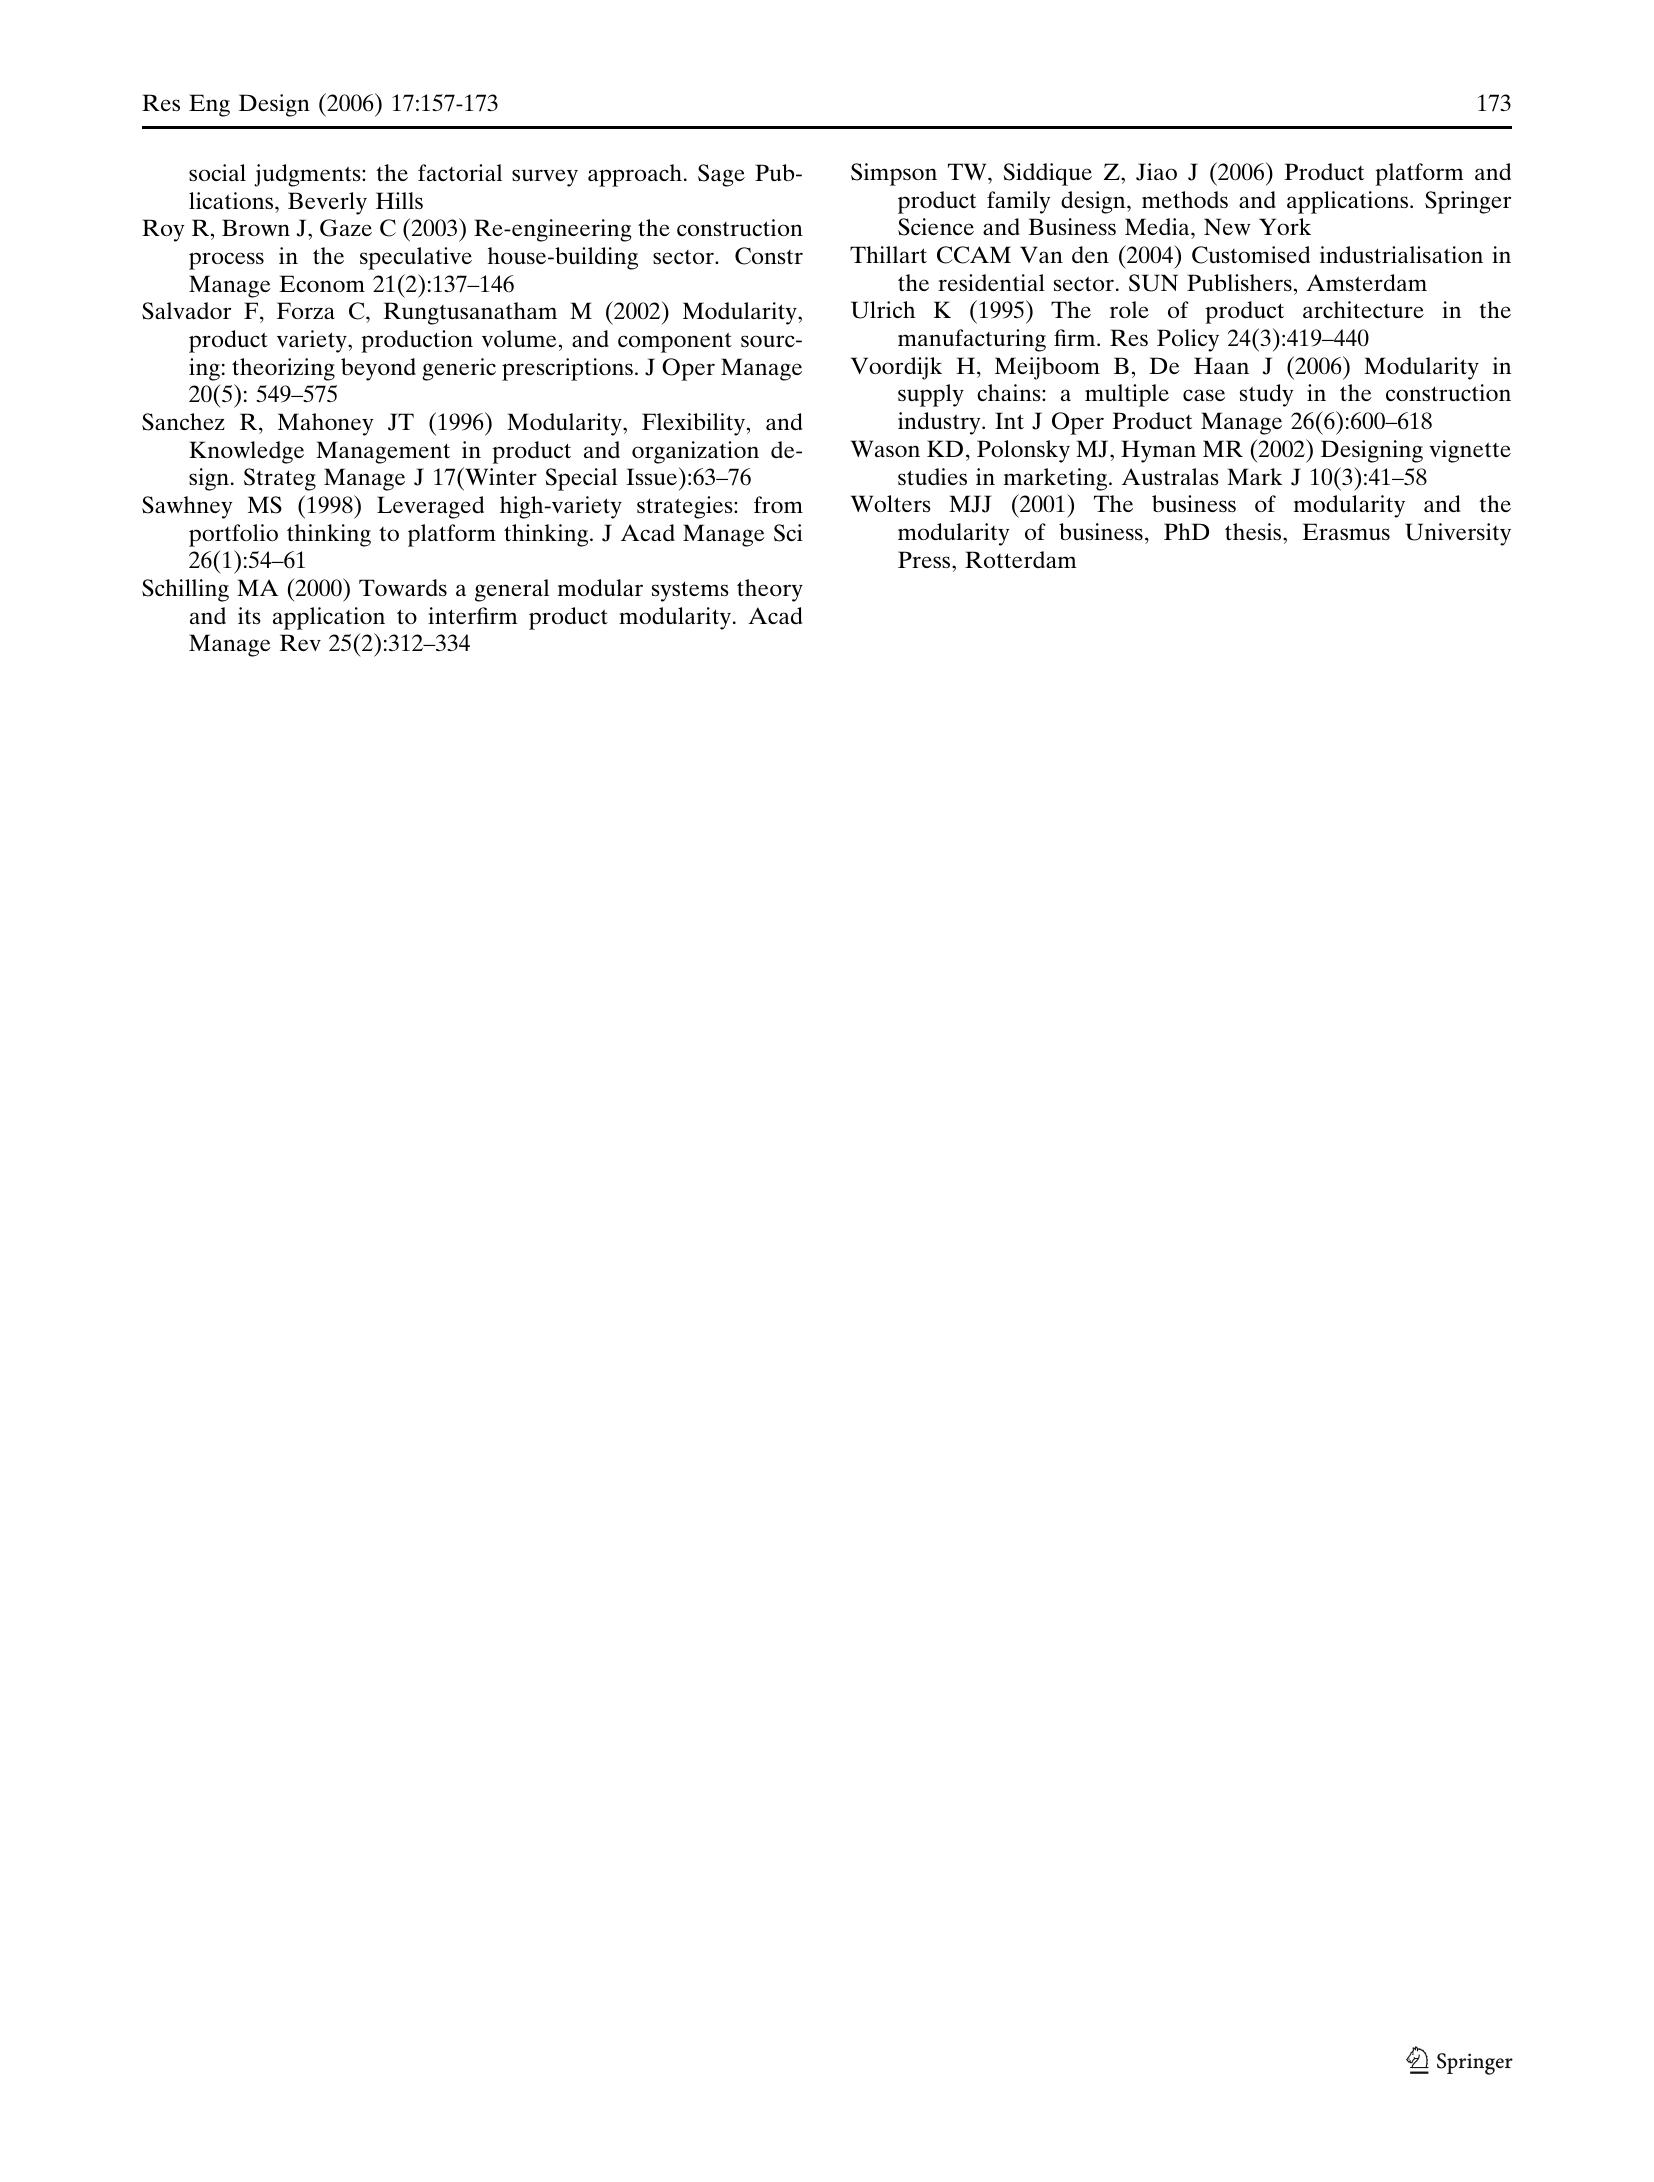 Res Eng Design (2006) 17:157-173
173
social judgments: the factorial survey approach. Sage Pub-
lications, Beverly Hills
Roy R, Brown J, Gaze C (2003) Re-engineering the construction
process in the speculative house-building sector. Constr
Manage Econom 21(2):137–146
Salvador F, Forza C, Rungtusanatham M (2002) Modularity,
product variety, production volume, and component sourc-
ing: theorizing beyond generic prescriptions. J Oper Manage
20(5): 549–575
Sanchez R, Mahoney JT (1996) Modularity, Flexibility, and
Knowledge Management in product and organization de-
sign. Strateg Manage J 17(Winter Special Issue):63–76
Sawhney MS (1998) Leveraged high-variety strategies: from
portfolio thinking to platform thinking. J Acad Manage Sci
26(1):54–61
Schilling MA (2000) Towards a general modular systems theory
and its application to interfirm product modularity. Acad
Manage Rev 25(2):312–334
Simpson TW, Siddique Z, Jiao J (2006) Product platform and
product family design, methods and applications. Springer
Science and Business Media, New York
Thillart CCAM Van den (2004) Customised industrialisation in
the residential sector. SUN Publishers, Amsterdam
Ulrich K (1995) The role of product architecture in the
manufacturing firm. Res Policy 24(3):419–440
Voordijk H, Meijboom B, De Haan J (2006) Modularity in
supply chains: a multiple case study in the construction
industry. Int J Oper Product Manage 26(6):600–618
Wason KD, Polonsky MJ, Hyman MR (2002) Designing vignette
studies in marketing. Australas Mark J 10(3):41–58
Wolters MJJ (2001) The business of modularity and the
modularity of business, PhD thesis, Erasmus University
Press, Rotterdam
Springer